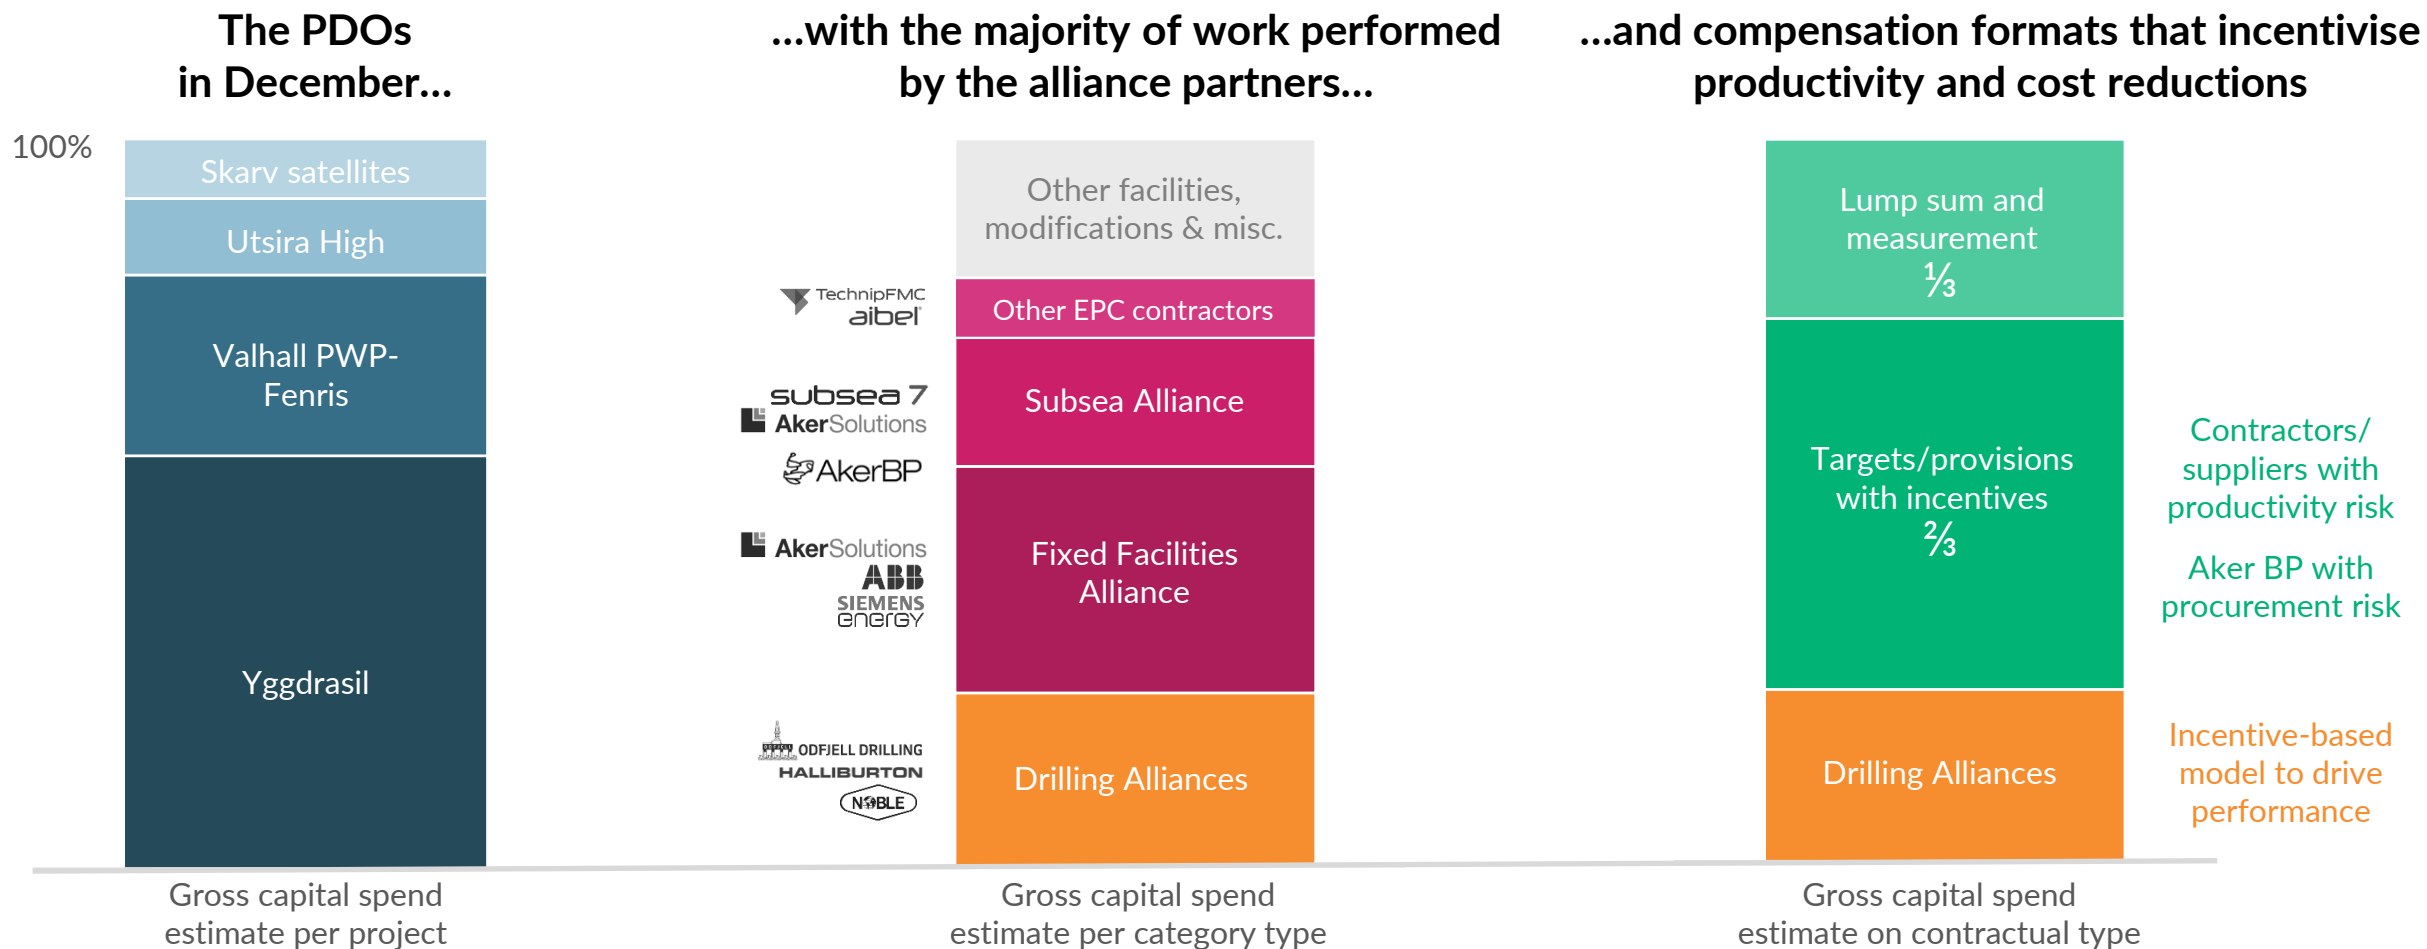 The PDOs
in December...
...with the majority of work performed
by the alliance partners...
...and compensation formats that incentivise
productivity and cost reductions
100%
Skarv satellites
Utsira High
Valhall PWP-
Fenris
Yggdrasil
Gross capital spend
estimate per project
Other facilities,
modifications & misc.
TechnipFMC
aibel
Other EPC contractors
subsea 7
AkerSolutions
Subsea Alliance
AkerBP
AkerSolutions
ABB
SIEMENS
energy
Fixed Facilities
Alliance
ODFJELL
ODFJELL DRILLING
HALLIBURTON
NOBLE
Drilling Alliances
Gross capital spend
estimate per category type
Lump sum and
measurement
⅓
Targets/provisions
with incentives
⅔
Drilling Alliances
Contractors/
suppliers with
productivity risk
Aker BP with
procurement risk
Incentive-based
model to drive
performance
Gross capital spend
estimate on contractual type